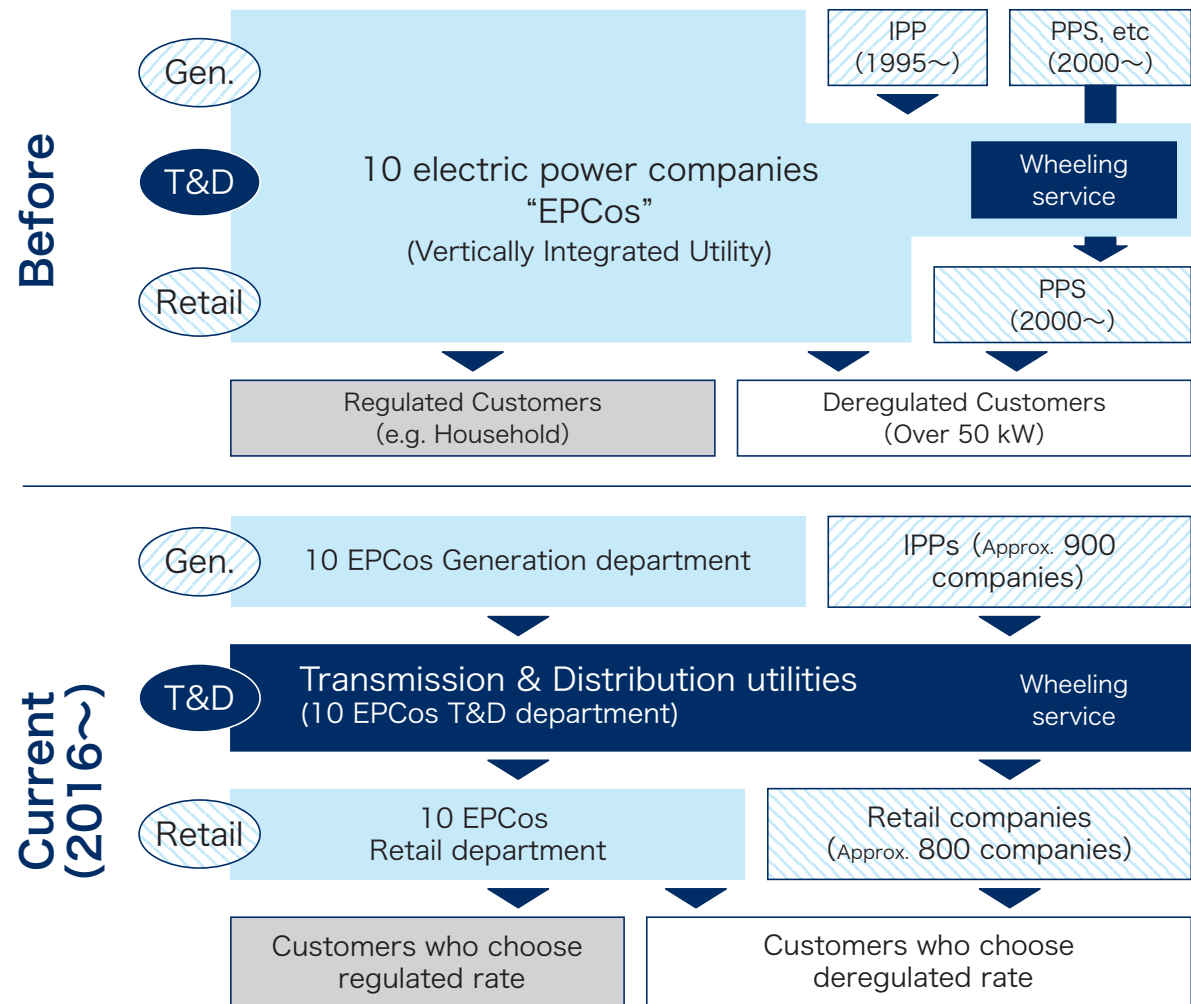 Before
Gen.
IPP
(1995～)
PPS, etc
(2000～)
T&D
10 electric power companies
“EPCos”
(Vertically Integrated Utility)
Wheeling
service
Retail
PPS
(2000～)
Regulated Customers
(e.g. Household)
Deregulated Customers
(Over 50 kW)
Current
(2016～)
Gen.
10 EPCos Generation department
IPPs (Approx. 900
companies)
T&D
Transmission & Distribution utilities
(10 EPCos T&D department)
Wheeling
service
Retail
10 EPCos
Retail department
Retail companies
(Approx. 800 companies)
Customers who choose
regulated rate
Customers who choose
deregulated rate